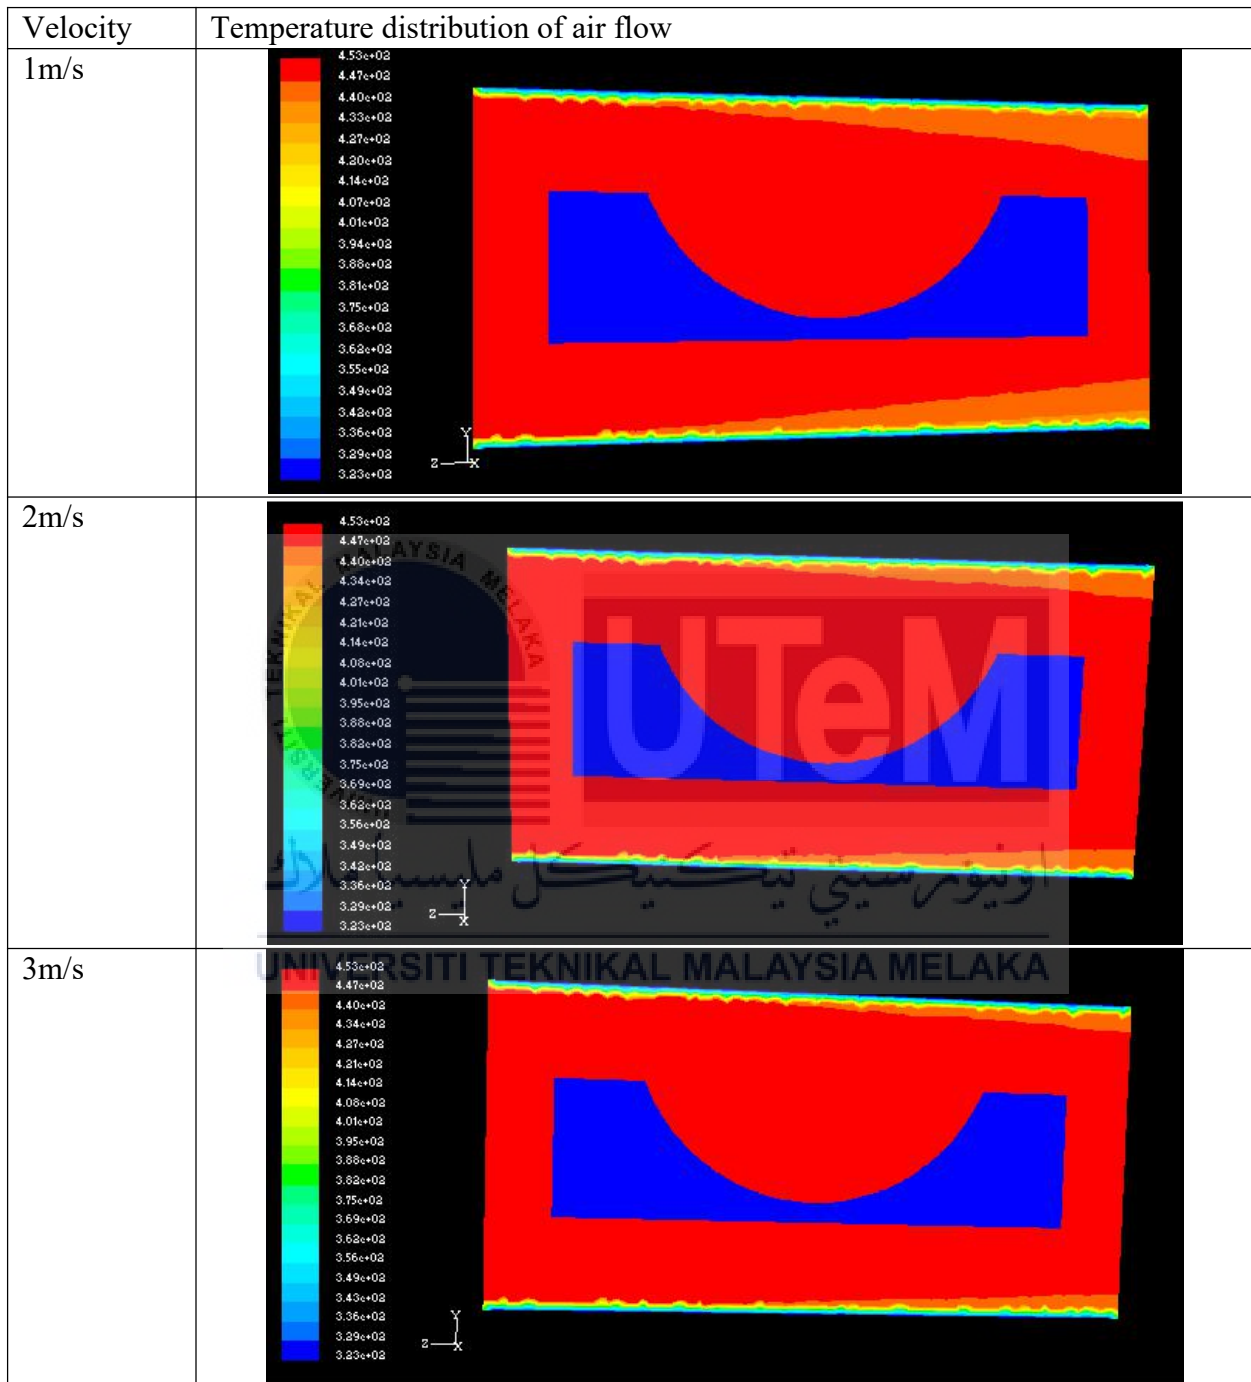 Velocity
Temperature distribution of air flow
1m/s
4.53e+02
4.47e+02
4.40e+02
4.33e+02
4.27e+02
4.20e+02
4.14e+02
4.07e+02
4.01e+02
3.94e+02
3.88e+02
3.81e+02
3.75e+02
3.68e+02
3.62e+02
3.55e+02
3.49e+02
3.42e+02
3.36e+02
3.29e+02
3.23e+02
Y
Z
X
2m/s
4.53e+02
4.47e+02
4.40e+02
4.34e+02
4.27e+02
4.21e+02
4.14e+02
4.08e+02
4.01e+02
3.95e+02
3.88e+02
3.82e+02
3.75e+02
3.69e+02
3.62e+02
3.56e+02
3.49e+02
3.42e+02
3.36e+02
3.29e+02
3.23e+02
Y
Z
X
UNIVERSITI TEKNIKAL MALAYSIA MELAKA
UTeM
اونيۏرسيتي تيكنيكل مليسيا ملاك
UNIVERSITI TEKNIKAL MALAYSIA MELAKA
3m/s
4.53e+02
4.47e+02
4.40e+02
4.34e+02
4.27e+02
4.21e+02
4.14e+02
4.08e+02
4.01e+02
3.95e+02
3.88e+02
3.82e+02
3.75e+02
3.69e+02
3.62e+02
3.56e+02
3.49e+02
3.43e+02
3.36e+02
3.29e+02
3.23e+02
Y
Z
X